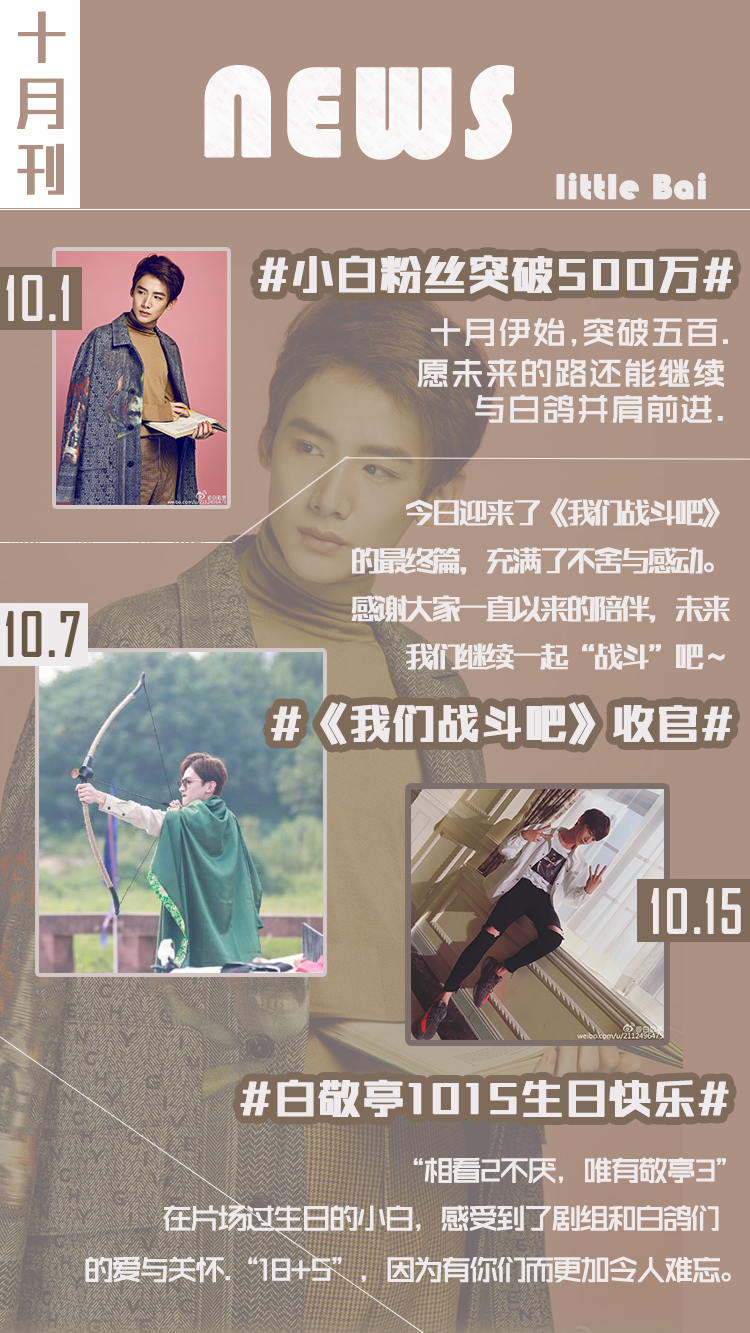 十月刊
NEWS
little Bai
10.1
#小白粉丝突破500万#
十月伊始,突破五百.
愿未来的路还能继续
与白鸽并肩前进.
今日迎来了《我们战斗吧》
的最终篇，充满了不舍与感动。
感谢大家一直以来的陪伴，未来
我们继续一起“战斗”吧~
10.7
#《我们战斗吧》收官#
10.15
weibo.com/u/2112496475
#白敬亭1015生日快乐#
“相看2不厌，唯有敬亭3”
在片场过生日的小白，感受到了剧组和白鸽们
的爱与关怀.“18+5”，因为有你们而更加令人难忘。